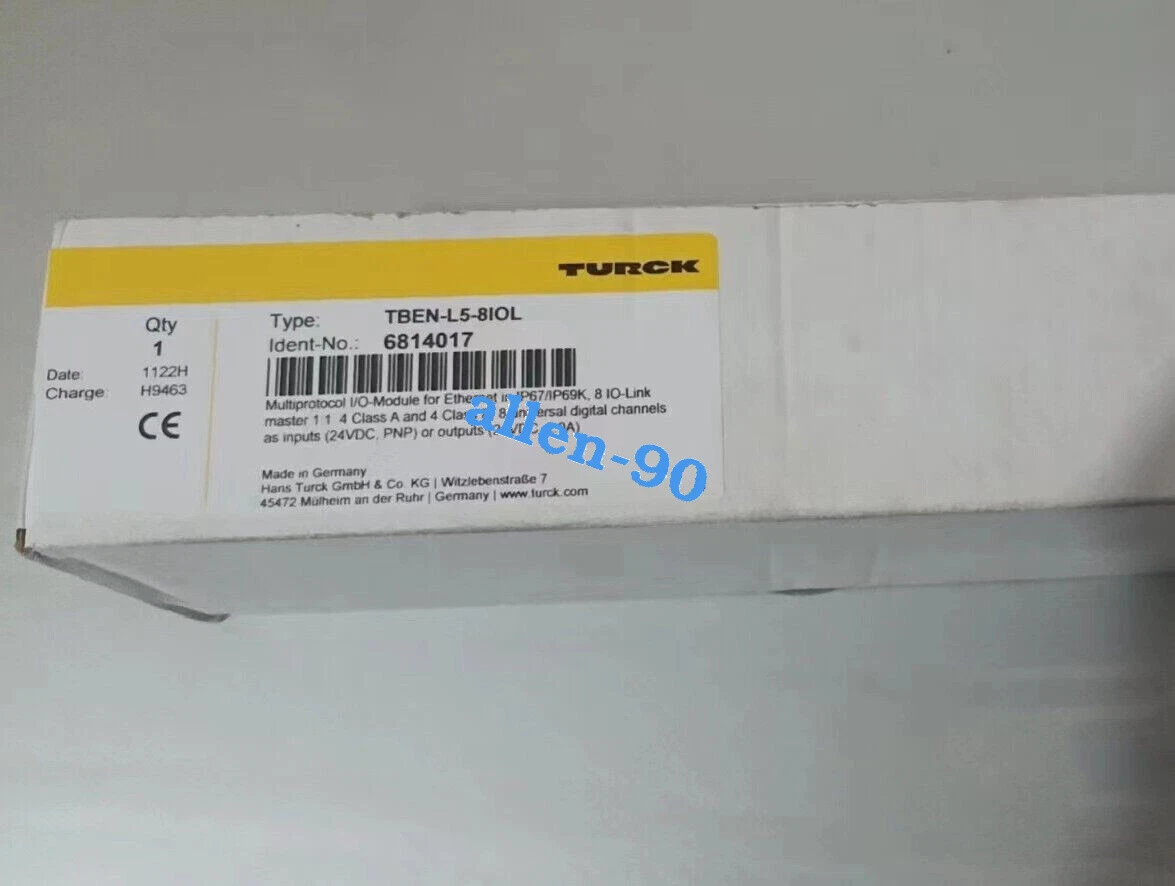 TURCK
Qty
1
Date: 1122H
Charge: H9463
CE
Type: TBEN-L5-8IOL
Ident-No.: 6814017
Multiprotocol I/O-Module for Ethernet in IP67/IP69K, 8 IO-Link
master 1 1 4 Class A and 4 Class 8 universal digital channels
as inputs (24VDC, PNP) or outputs
Made in Germany
Hans Turck GmbH & Co. KG | Witzlebenstraße 7
45472 Mülheim an der Ruhr | Germany | www.turck.com
allen-90